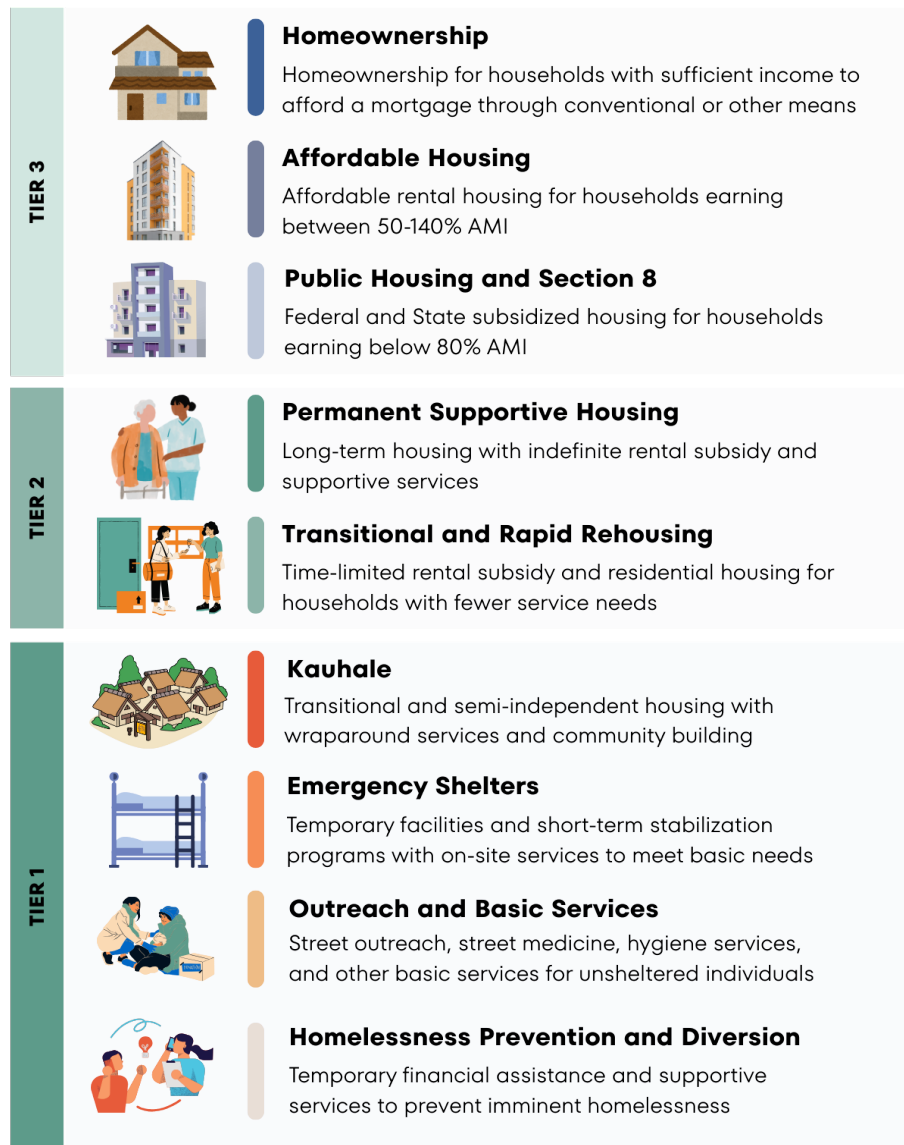 TIER 3
Homeownership
Homeownership for households with sufficient income to
afford a mortgage through conventional or other means
Affordable Housing
Affordable rental housing for households earning
between 50-140% AMI
Public Housing and Section 8
Federal and State subsidized housing for households
earning below 80% AMI
TIER 2
Permanent Supportive Housing
Long-term housing with indefinite rental subsidy and
supportive services
Transitional and Rapid Rehousing
Time-limited rental subsidy and residential housing for
households with fewer service needs
TIER 1
Kauhale
Transitional and semi-independent housing with
wraparound services and community building
Emergency Shelters
Temporary facilities and short-term stabilization
programs with on-site services to meet basic needs
Outreach and Basic Services
Street outreach, street medicine, hygiene services,
and other basic services for unsheltered individuals
Homelessness Prevention and Diversion
Temporary financial assistance and supportive
services to prevent imminent homelessness